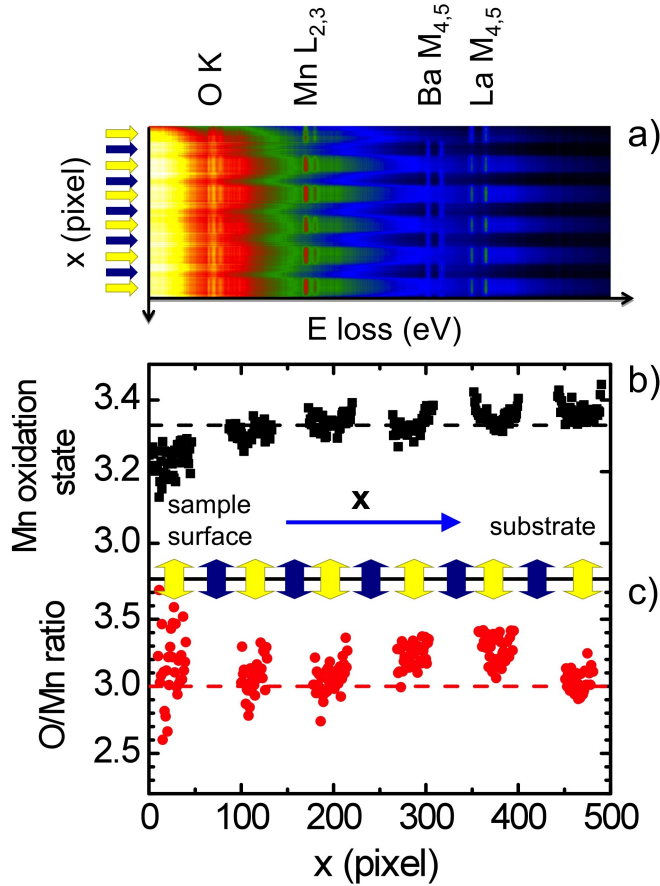 O K
Mn L2,3
Ba M4,5
La M4,5
a)
x (pixel)
E loss (eV)
b)
Mn oxidation
state
3.4
3.2
3.0
sample
surface
x
substrate
c)
O/Mn ratio
3.5
3.0
2.5
0 100 200 300 400 500
x (pixel)